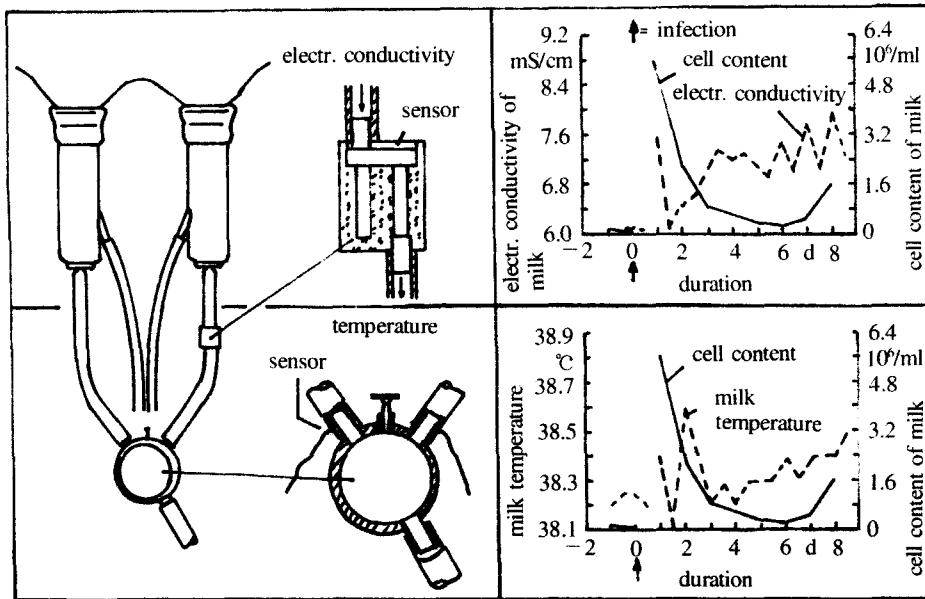 electr. conductivity
sensor
temperature
sensor
electr. conductivity of
milk
9.2
mS/cm
8.4
7.6
6.8
6.0
= infection
cell content
electr. conductivity
6.4
10⁶/ml
4.8
3.2
1.6
0
cell content of milk
−2 0 2 4 6 d 8
duration
milk temperature
38.9
°C
38.7
38.5
38.3
38.1
cell content
milk
temperature
6.4
10⁶/ml
4.8
3.2
1.6
0
cell content of milk
−2 0 2 4 6 d 8
duration